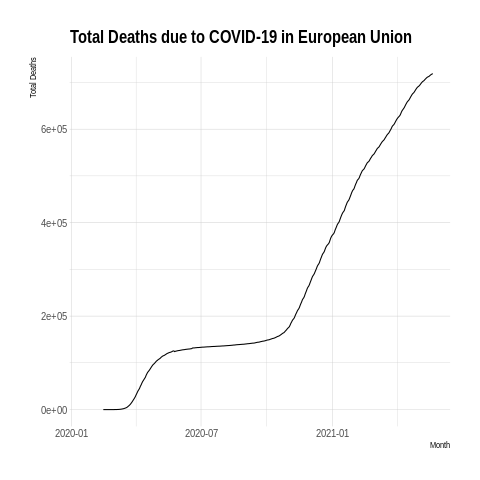 Total Deaths due to COVID-19 in European Union
Total Deaths
6e+05
4e+05
2e+05
0e+00
2020-01 2020-07 2021-01
Month